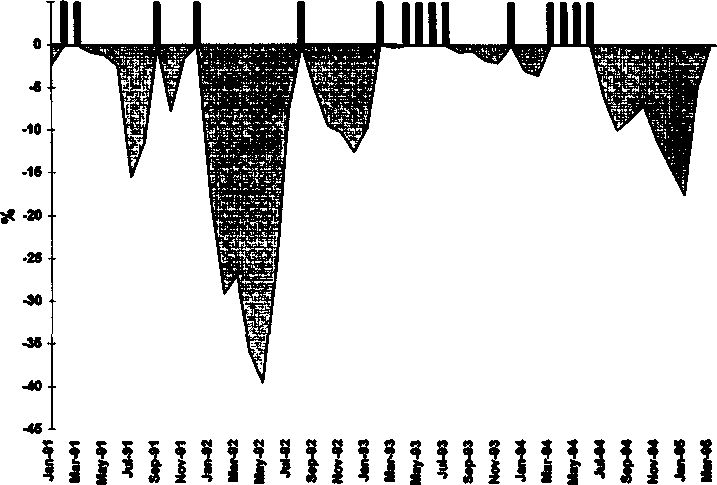 0
-5
-10
-15
-20
-25
-30
-35
-40
-45
%
Jan-91
Mar-91
May-91
Jul-91
Sep-91
Nov-91
Jan-92
Mar-92
May-92
Jul-92
Sep-92
Nov-92
Jan-93
Mar-93
May-93
Jul-93
Sep-93
Nov-93
Jan-94
Mar-94
May-94
Jul-94
Sep-94
Nov-94
Jan-95
Mar-95